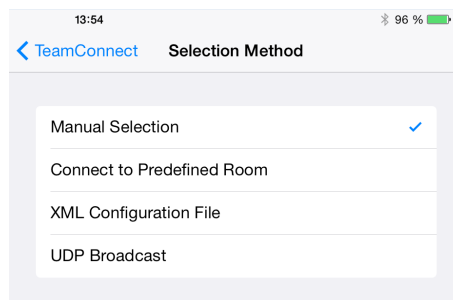 13:54 96 %
TeamConnect Selection Method
Manual Selection
Connect to Predefined Room
XML Configuration File
UDP Broadcast